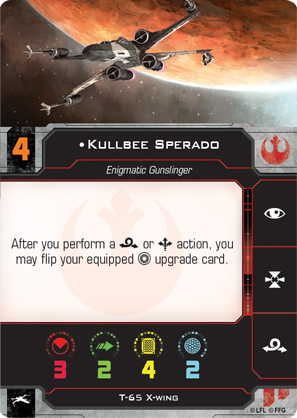 4
•Kullbee Sperado
Enigmatic Gunslinger
After you perform a or action, you
may flip your equipped upgrade card.
3 2 4 2
T-65 X-wing
© LFL © FFG